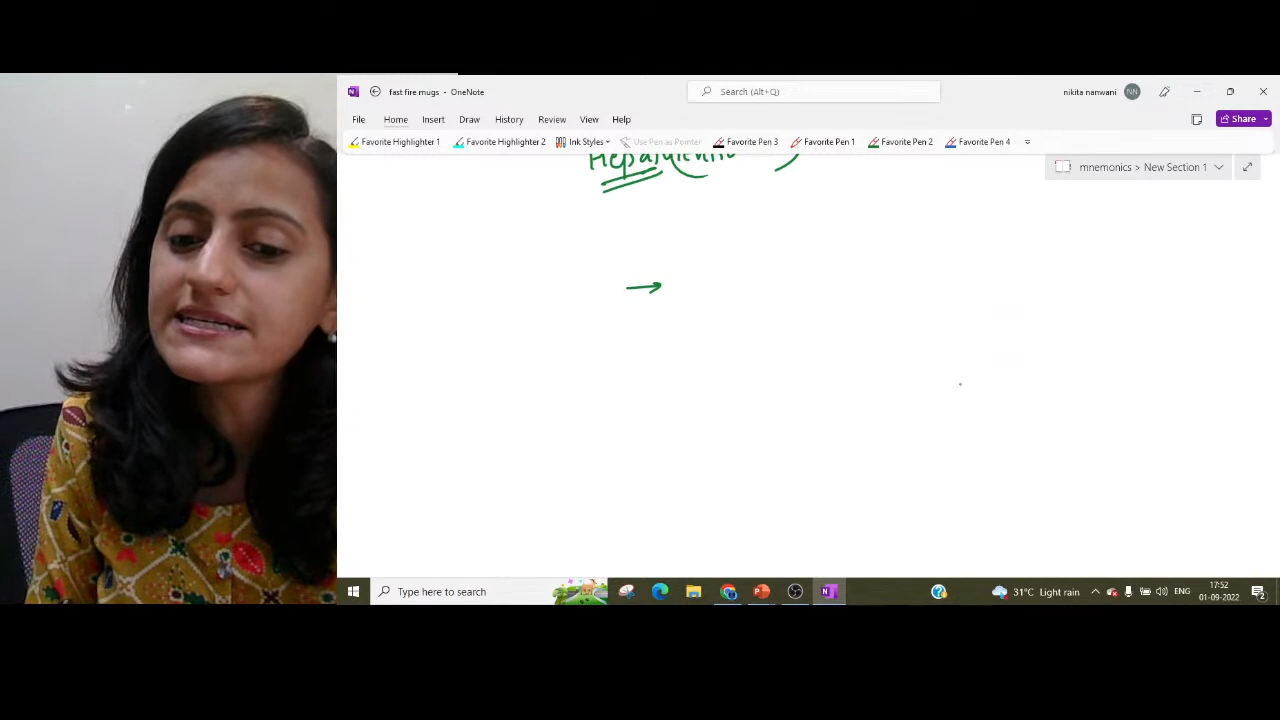 fast fire mugs - OneNote
Search (Alt+Q)
nikita nanwani NN
File Home Insert Draw History Review View Help
Share
Favorite Highlighter 1 Favorite Highlighter 2 Ink Styles Use Pen as Pointer Favorite Pen 3 Favorite Pen 1 Favorite Pen 2 Favorite Pen 4
mnemonics > New Section 1
Type here to search
31°C Light rain
ENG
17:52
01-09-2022
2